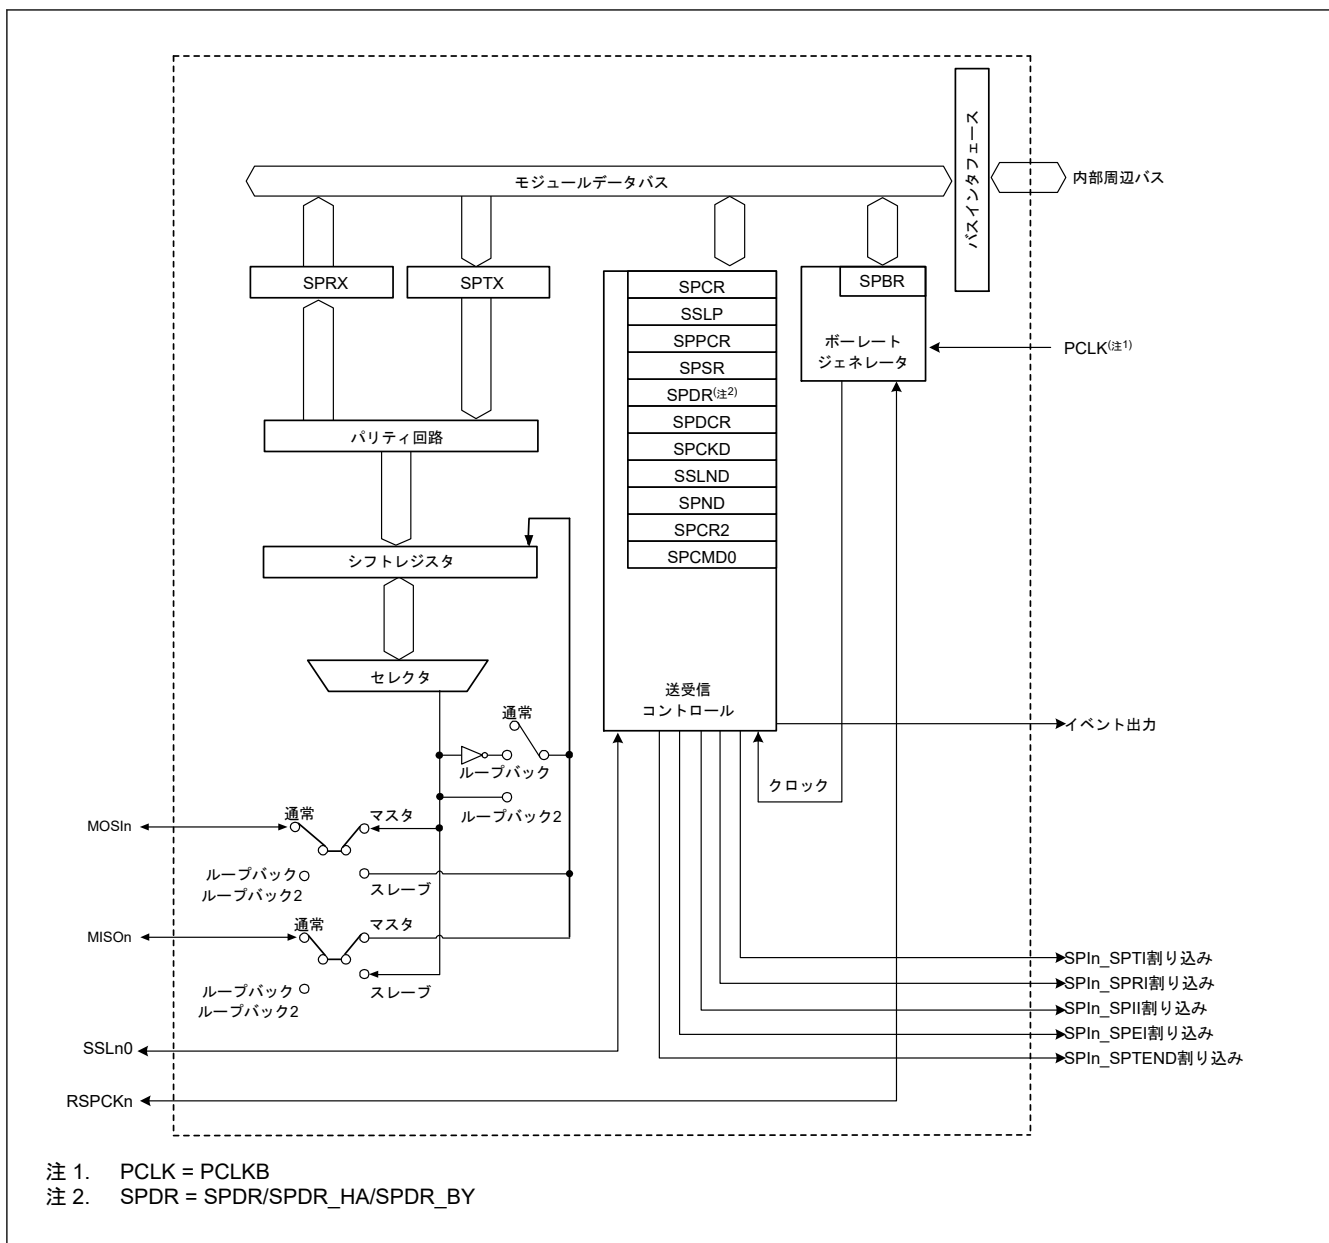 バスインタフェース
モジュールデータバス
内部周辺バス
SPRX
SPTX
SPCR
SSLP
SPPCR
SPSR
SPDR(注2)
SPDCR
SPCKD
SSLND
SPND
SPCR2
SPCMD0
送受信
コントロール
SPBR
ボーレート
ジェネレータ
PCLK(注1)
パリティ回路
シフトレジスタ
セレクタ
通常
ループバック
ループバック2
クロック
イベント出力
MOSIn
通常
マスタ
ループバック
ループバック2
スレーブ
MISOn
通常
マスタ
ループバック
ループバック2
スレーブ
SSLn0
RSPCKn
SPIn_SPTI割り込み
SPIn_SPRI割り込み
SPIn_SPII割り込み
SPIn_SPEI割り込み
SPIn_SPTEND割り込み
注 1. PCLK = PCLKB
注 2. SPDR = SPDR/SPDR_HA/SPDR_BY